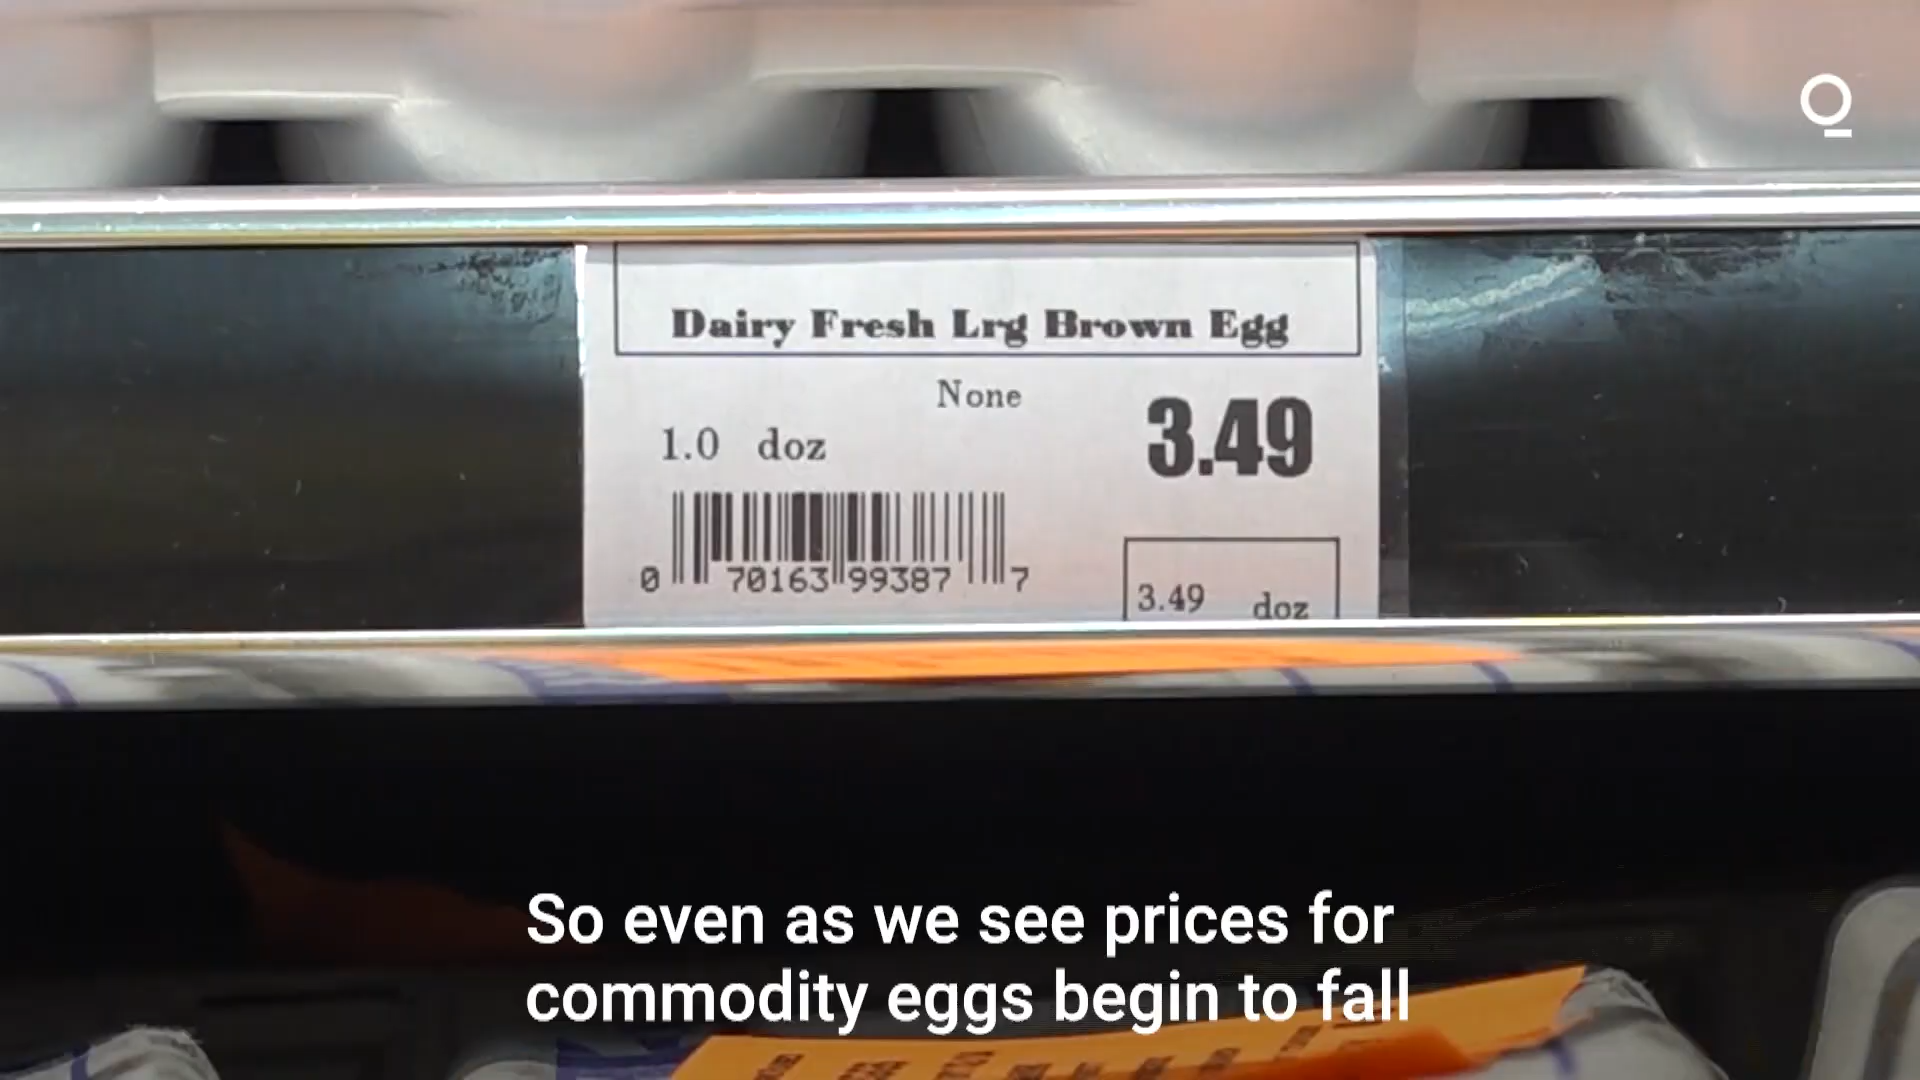 Dairy Fresh Lrg Brown Egg
None
1.0 doz
3.49
0 70163 99387 7
3.49 doz
So even as we see prices for
commodity eggs begin to fall